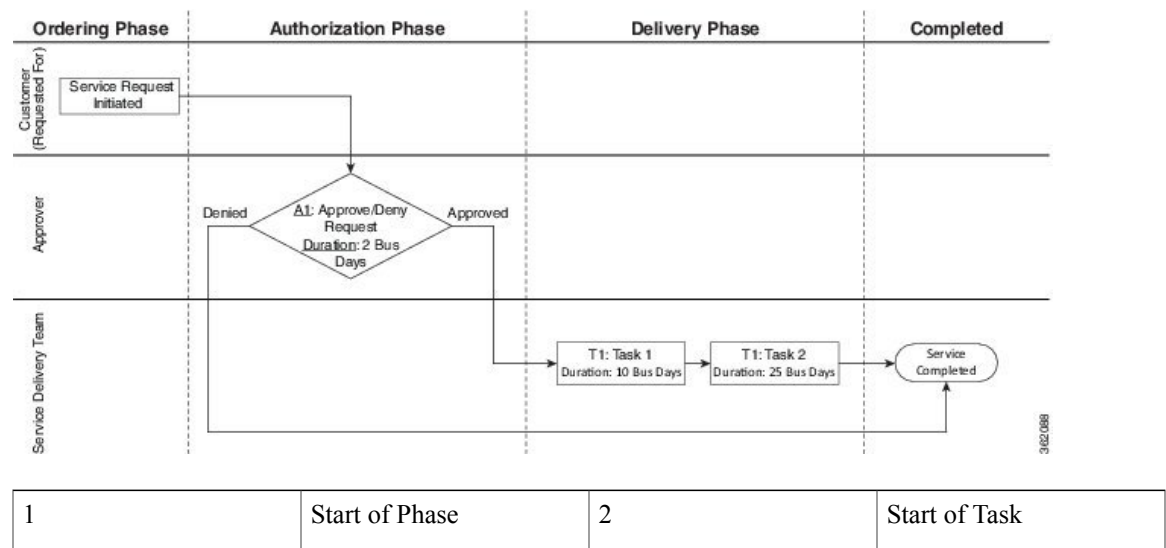 Ordering Phase
Authorization Phase
Delivery Phase
Completed
Customer
(Requested For)
Service Request
Initiated
Approver
Denied
A1: Approve/Deny
Request
Duration: 2 Bus
Days
Approved
Service Delivery Team
T1: Task 1
Duration: 10 Bus Days
T1: Task 2
Duration: 25 Bus Days
Service
Completed
362088
1 Start of Phase 2 Start of Task